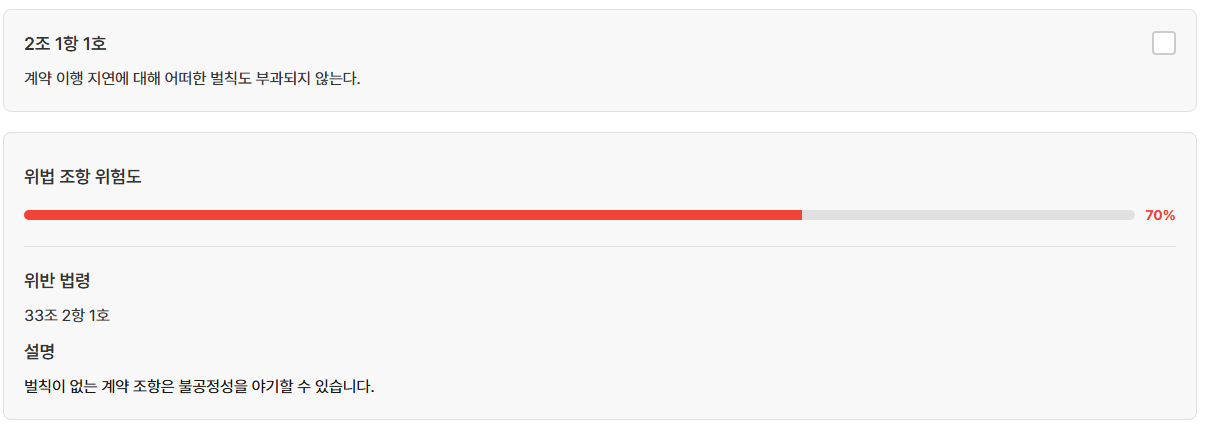 2조 1항 1호
계약 이행 지연에 대해 어떠한 벌칙도 부과되지 않는다.
위법 조항 위험도
70%
위반 법령
33조 2항 1호
설명
벌칙이 없는 계약 조항은 불공정성을 야기할 수 있습니다.